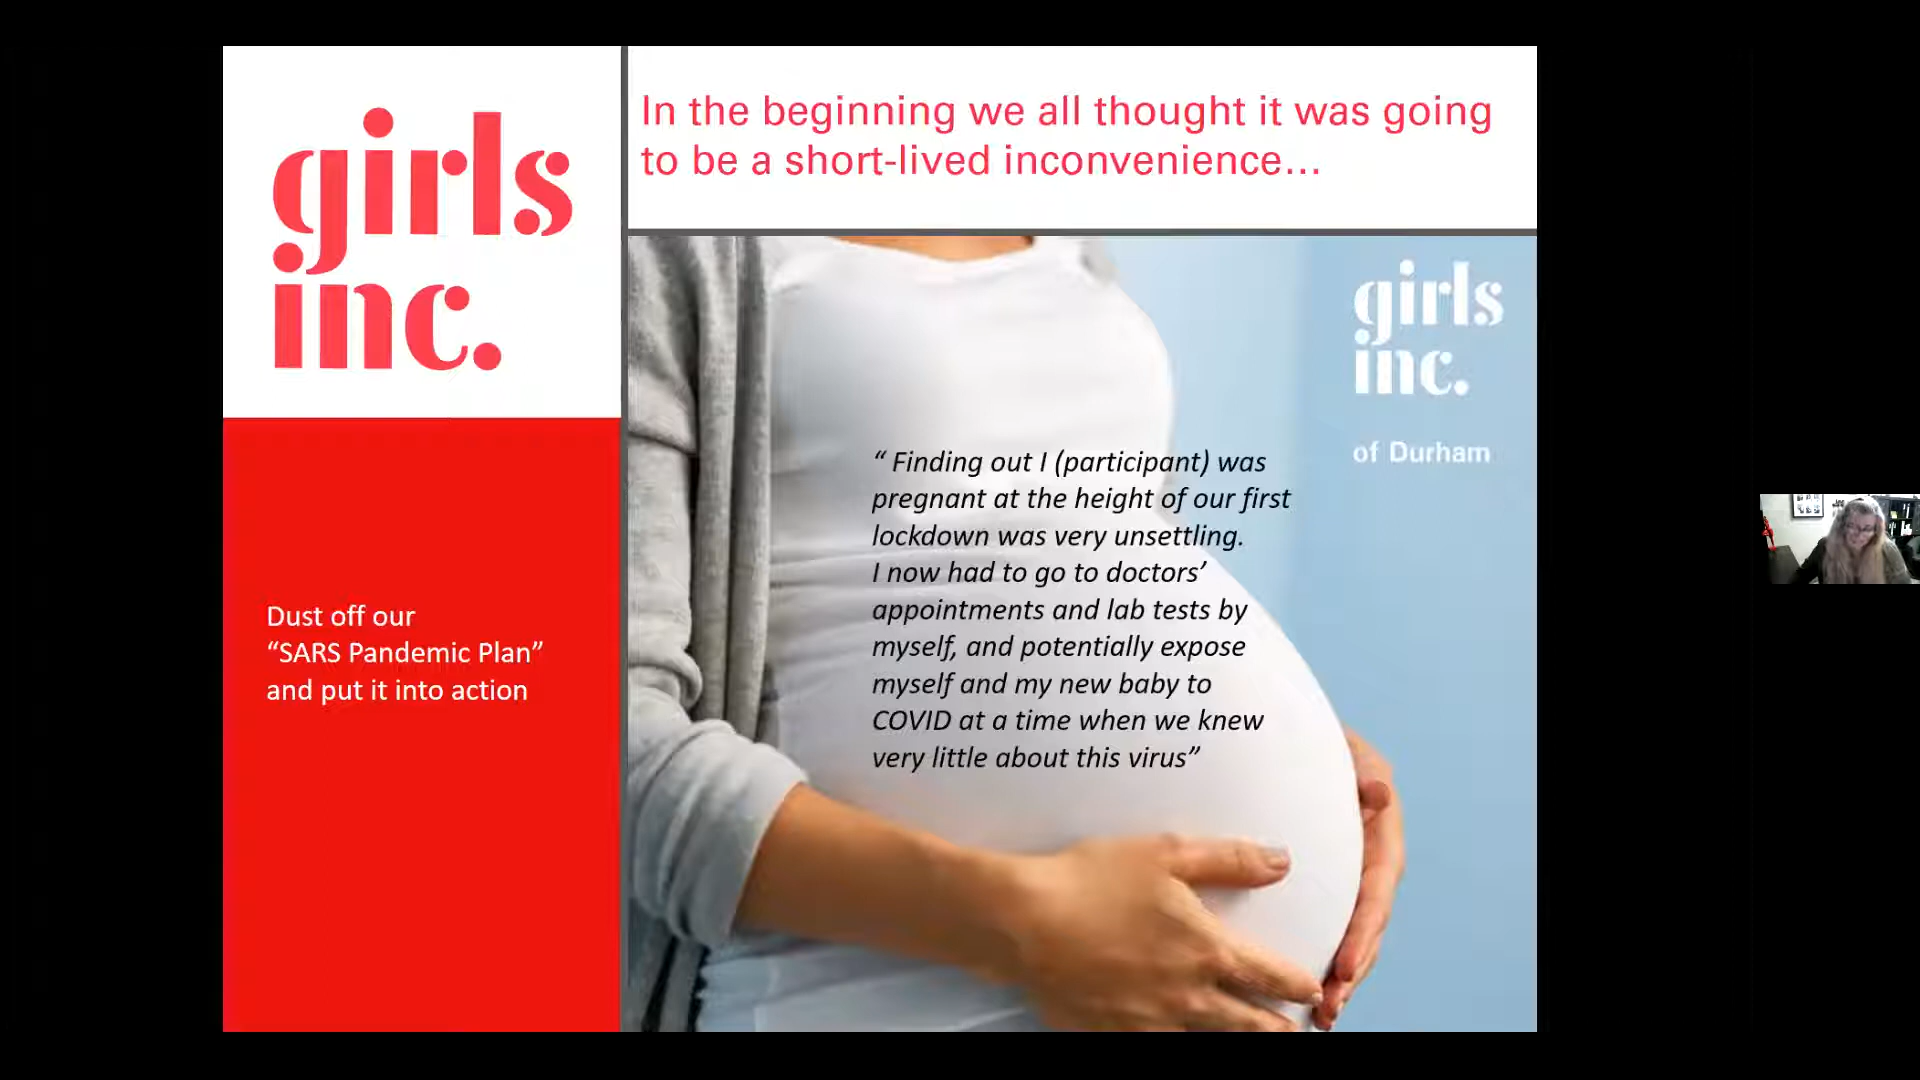 girls
inc.
In the beginning we all thought it was going
to be a short-lived inconvenience...
Dust off our
“SARS Pandemic Plan”
and put it into action
girls
inc.
of Durham
“ Finding out I (participant) was
pregnant at the height of our first
lockdown was very unsettling.
I now had to go to doctors’
appointments and lab tests by
myself, and potentially expose
myself and my new baby to
COVID at a time when we knew
very little about this virus”